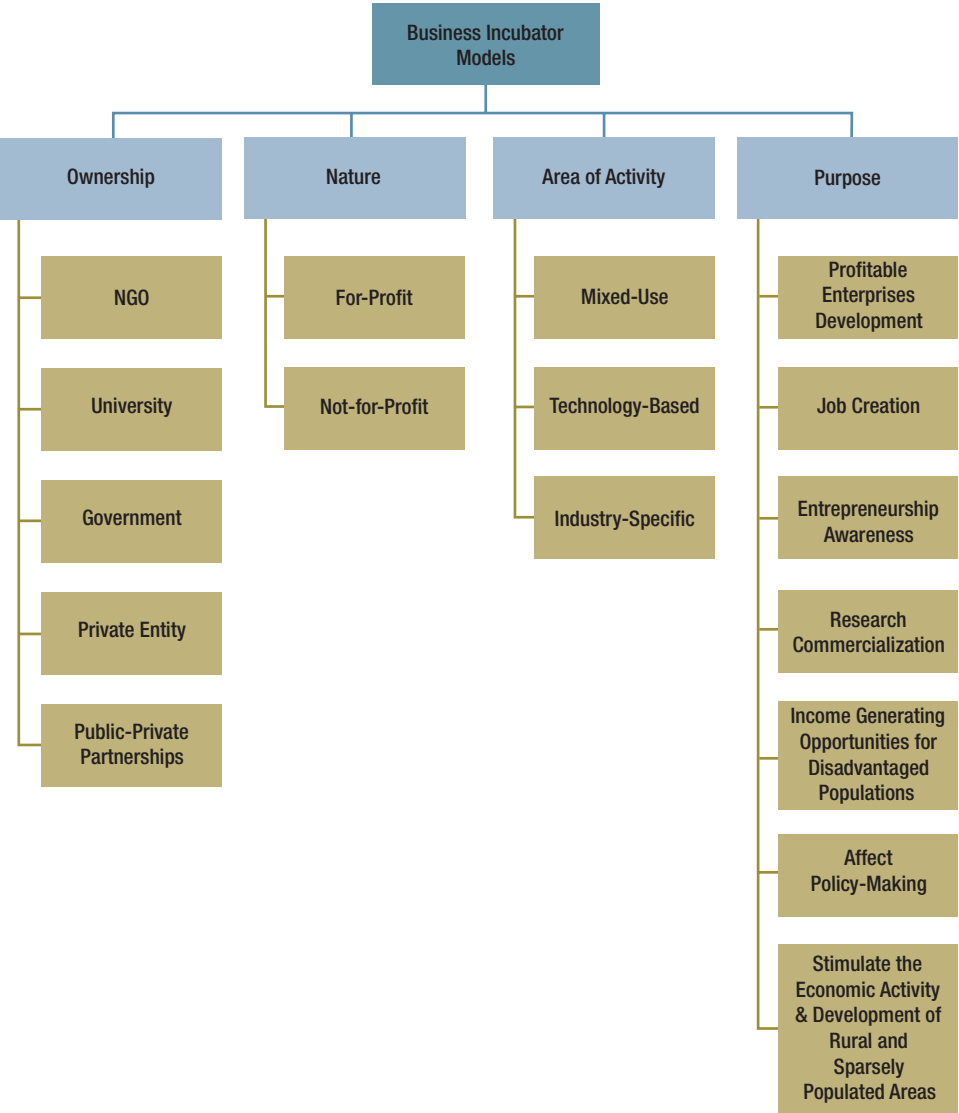 Business Incubator
Models
Ownership
Nature
Area of Activity
Purpose
NGO
University
Government
Private Entity
Public-Private
Partnerships
For-Profit
Not-for-Profit
Mixed-Use
Technology-Based
Industry-Specific
Profitable
Enterprises
Development
Job Creation
Entrepreneurship
Awareness
Research
Commercialization
Income Generating
Opportunities for
Disadvantaged
Populations
Affect
Policy-Making
Stimulate the
Economic Activity
& Development of
Rural and
Sparsely
Populated Areas